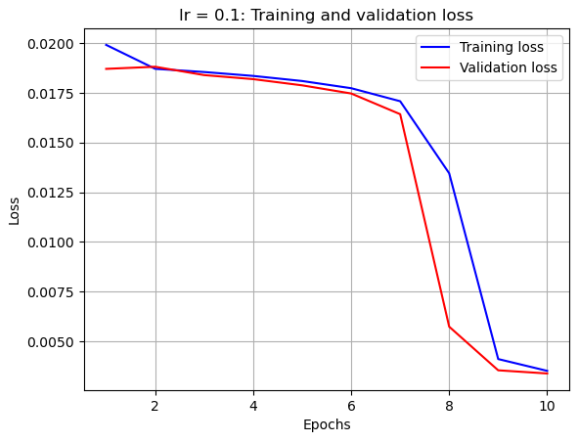 lr = 0.1: Training and validation loss
Training loss
Validation loss
0.0200
0.0175
0.0150
0.0125
0.0100
0.0075
0.0050
Loss
2 4 6 8 10
Epochs